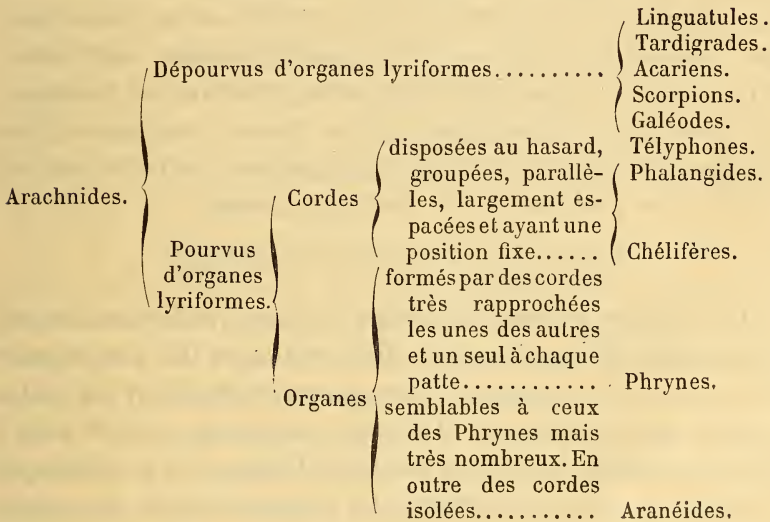 Linguatules.
Tardigrades.
Dépourvus d'organes lyriformes.......... Acariens.
Scorpions.
Galéodes.
disposées au hasard, Télyphones.
groupées, parallè- Phalangides.
Arachnides. Cordes les, largement es-
pacées et ayant une
Pourvus position fixe...... Chélifères.
d'organes formés par des cordes
lyriformes. très rapprochées
les unes des autres
et un seul à chaque
patte............ Phrynes.
Organes semblables à ceux
des Phrynes mais
très nombreux. En
outre des cordes
isolées........... Aranéides.